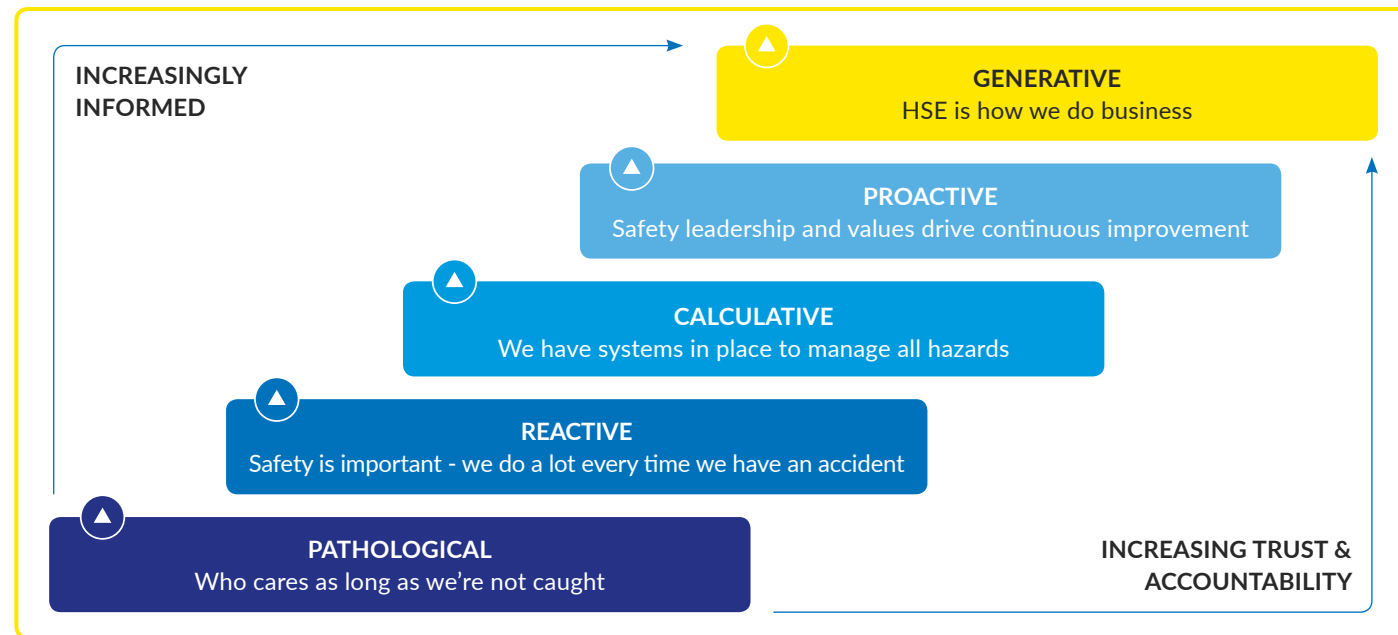 INCREASINGLY
INFORMED
GENERATIVE
HSE is how we do business
PROACTIVE
Safety leadership and values drive continuous improvement
CALCULATIVE
We have systems in place to manage all hazards
REACTIVE
Safety is important - we do a lot every time we have an accident
PATHOLOGICAL
Who cares as long as we’re not caught
INCREASING TRUST &
ACCOUNTABILITY